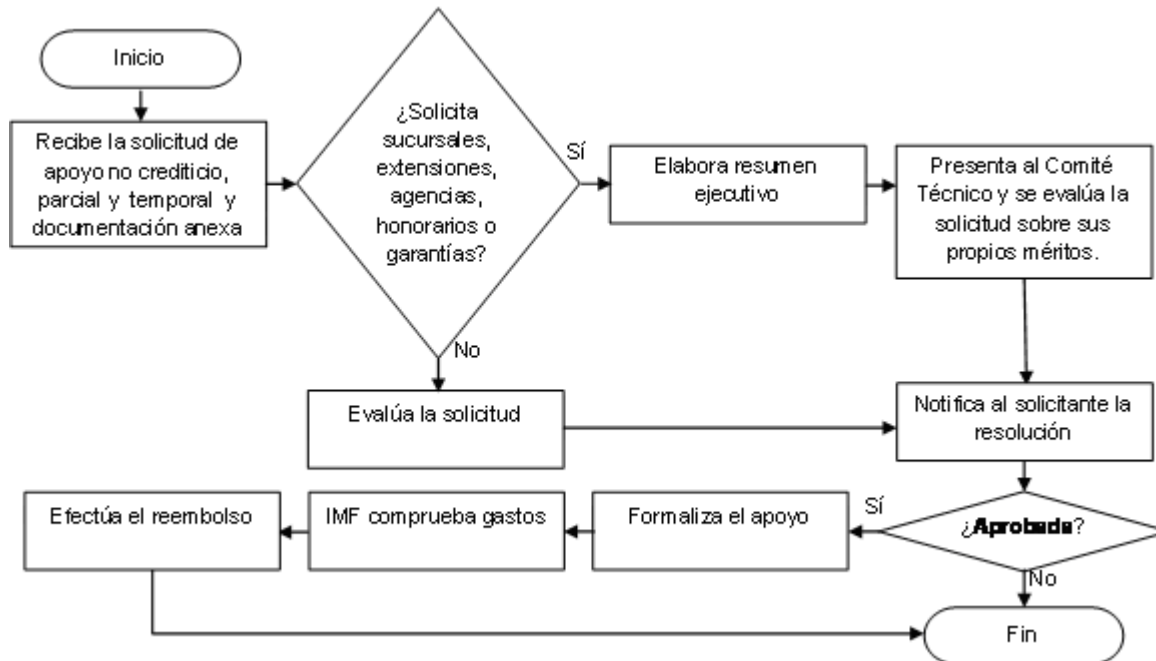 Inicio
Recibe la solicitud de
apoyo no crediticio,
parcial y temporal y
documentación anexa
¿Solicita
sucursales,
extensiones,
agencias,
honorarios o
garantías?
Sí
Elabora resumen
ejecutivo
Presenta al Comité
Técnico y se evalúa la
solicitud sobre sus
propios méritos.
No
Evalúa la solicitud
Notifica al solicitante la
resolución
¿Aprobada?
Sí
Formaliza el apoyo
IMF comprueba gastos
Efectúa el reembolso
No
Fin